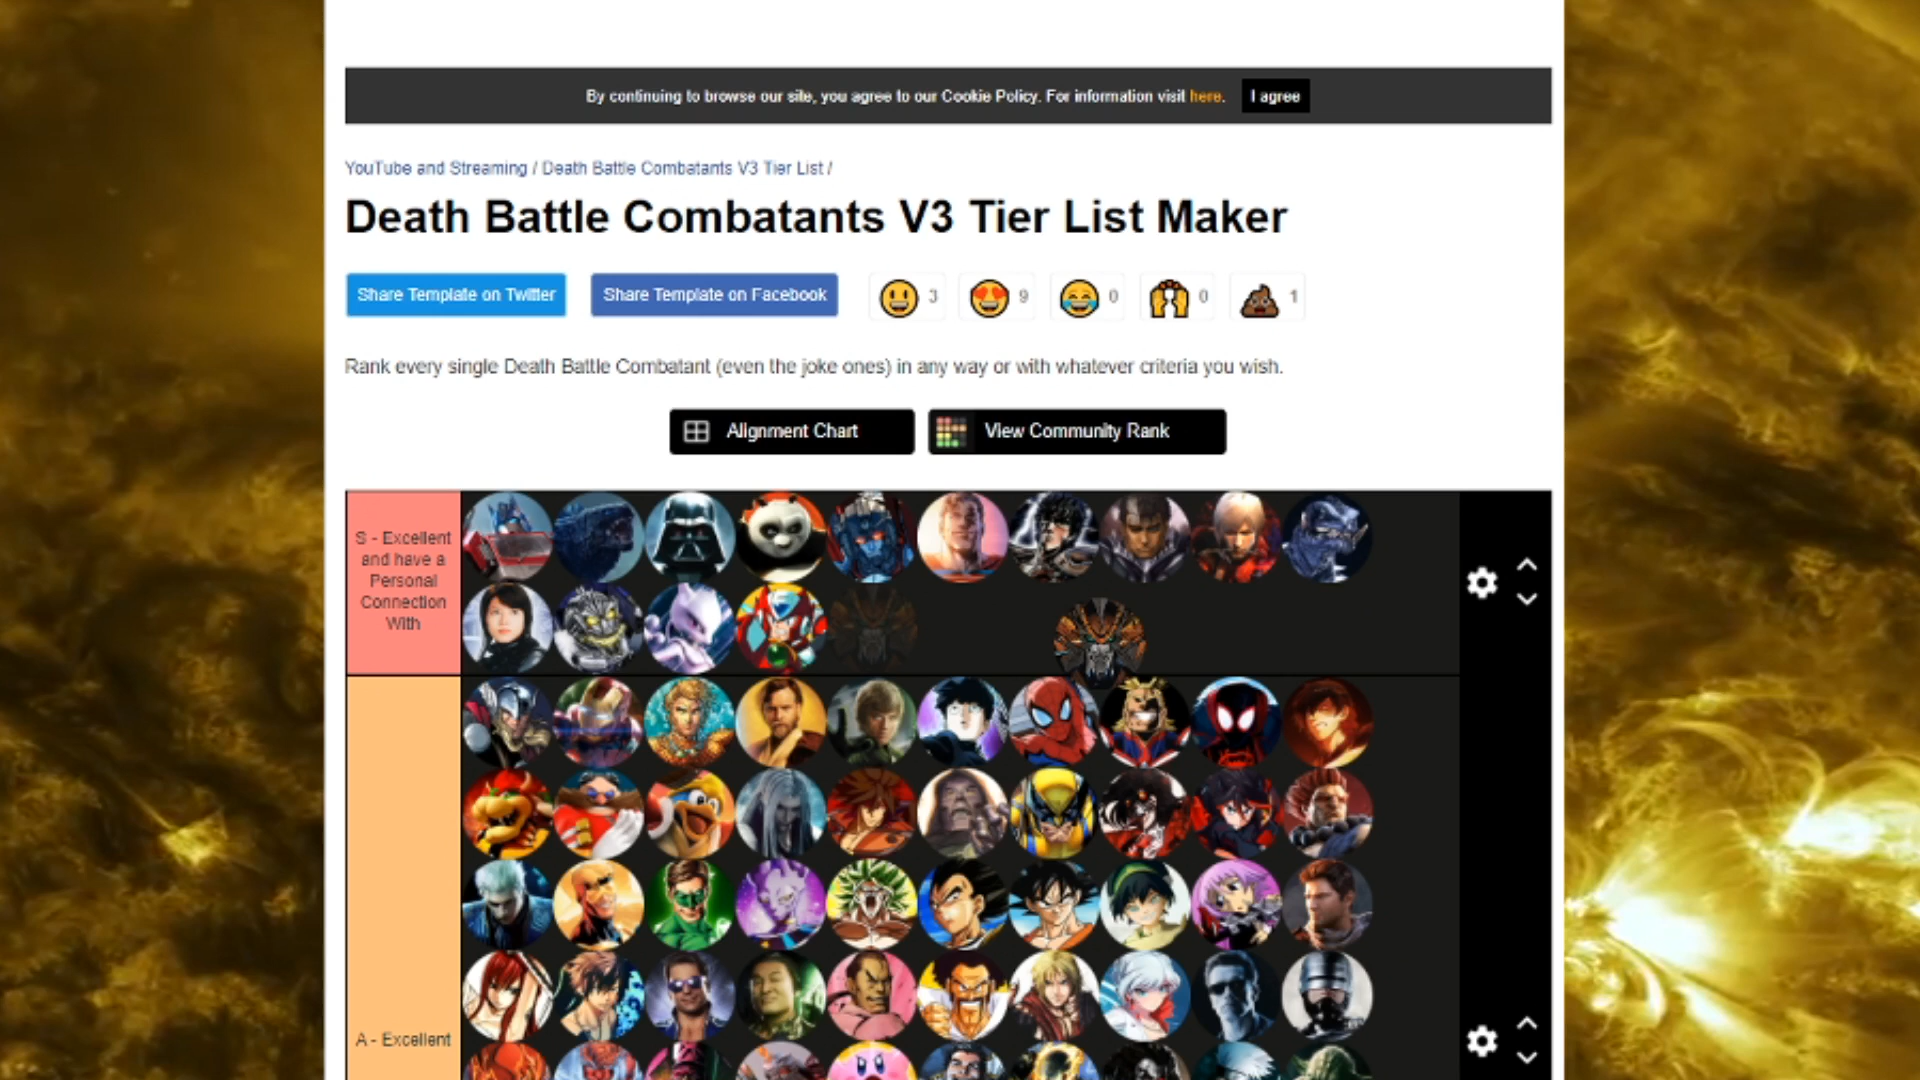 By continuing to browse our site, you agree to our Cookie Policy. For information visit here. I agree
YouTube and Streaming / Death Battle Combatants V3 Tier List /
Death Battle Combatants V3 Tier List Maker
Share Template on Twitter Share Template on Facebook 3 9 0 0 1
Rank every single Death Battle Combatant (even the joke ones) in any way or with whatever criteria you wish.
Alignment Chart View Community Rank
S - Excellent
and have a
Personal
Connection
With
A - Excellent